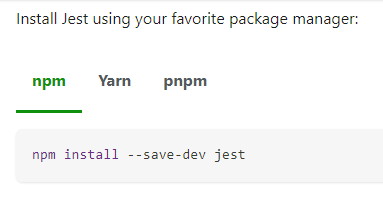 Install Jest using your favorite package manager:
npm Yarn pnpm
npm install --save-dev jest